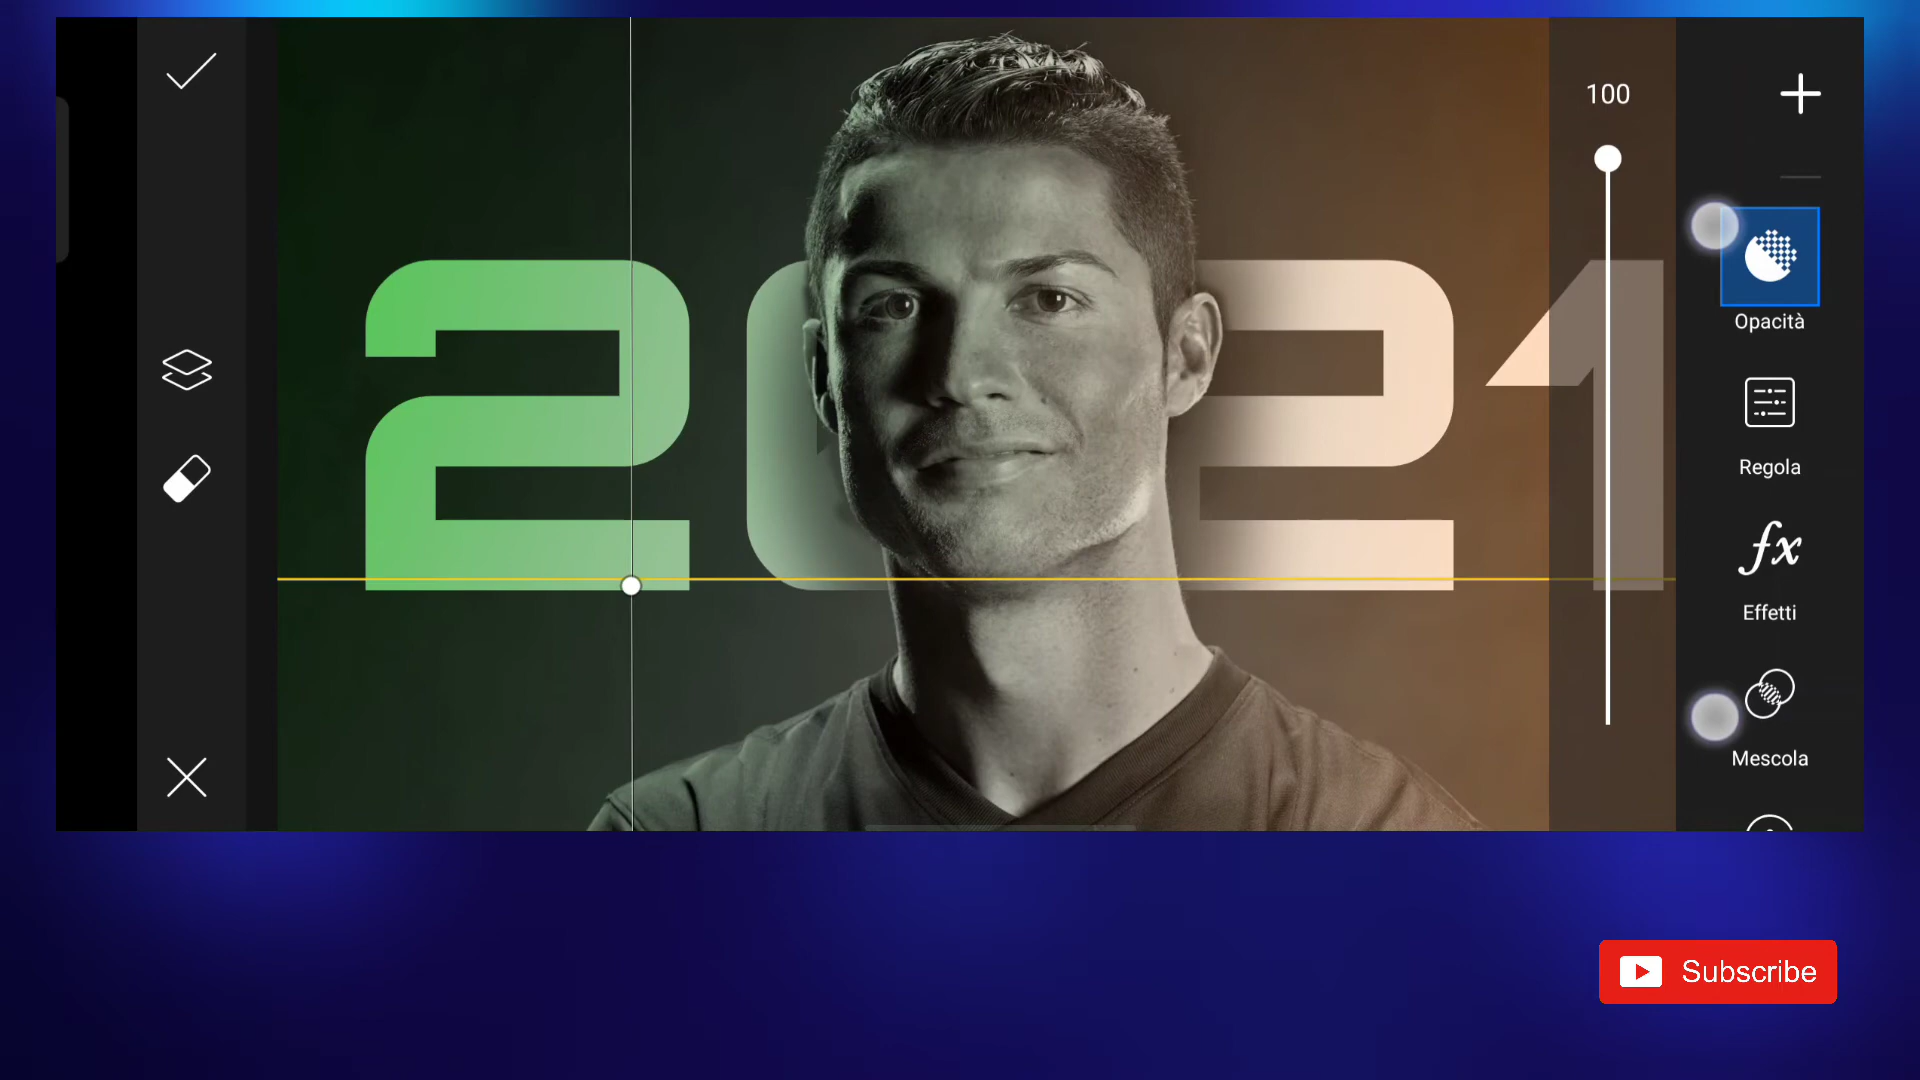 100
2021
Opacità
Regola
fx
Effetti
Mescola
Subscribe